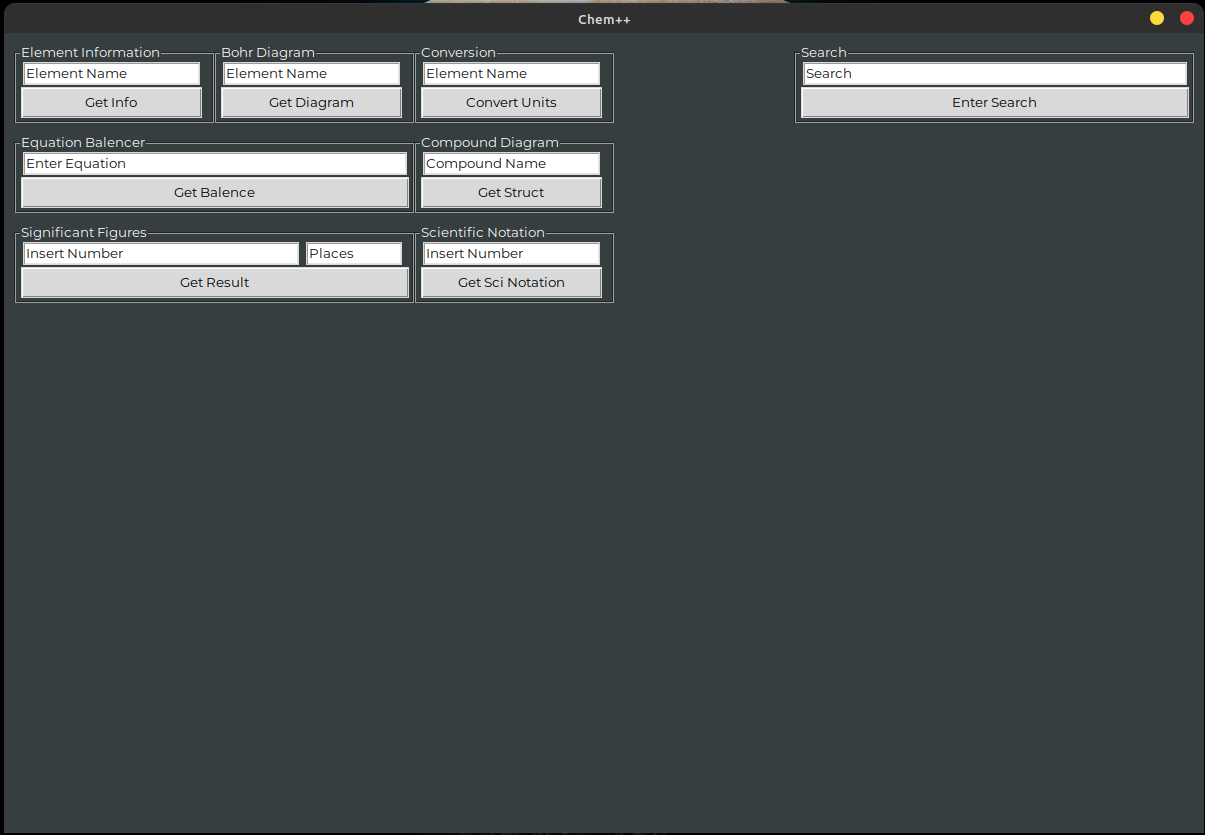 Chem++
Element Information
Bohr Diagram
Conversion
Search
Element Name
Element Name
Element Name
Search
Get Info
Get Diagram
Convert Units
Enter Search
Equation Balencer
Compound Diagram
Enter Equation
Compound Name
Get Balence
Get Struct
Significant Figures
Scientific Notation
Insert Number
Places
Insert Number
Get Result
Get Sci Notation